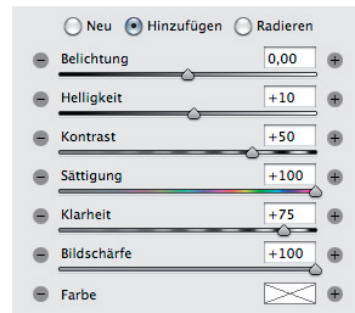 Neu Hinzufügen Radieren
Belichtung 0,00
Helligkeit +10
Kontrast +50
Sättigung +100
Klarheit +75
Bildschärfe +100
Farbe